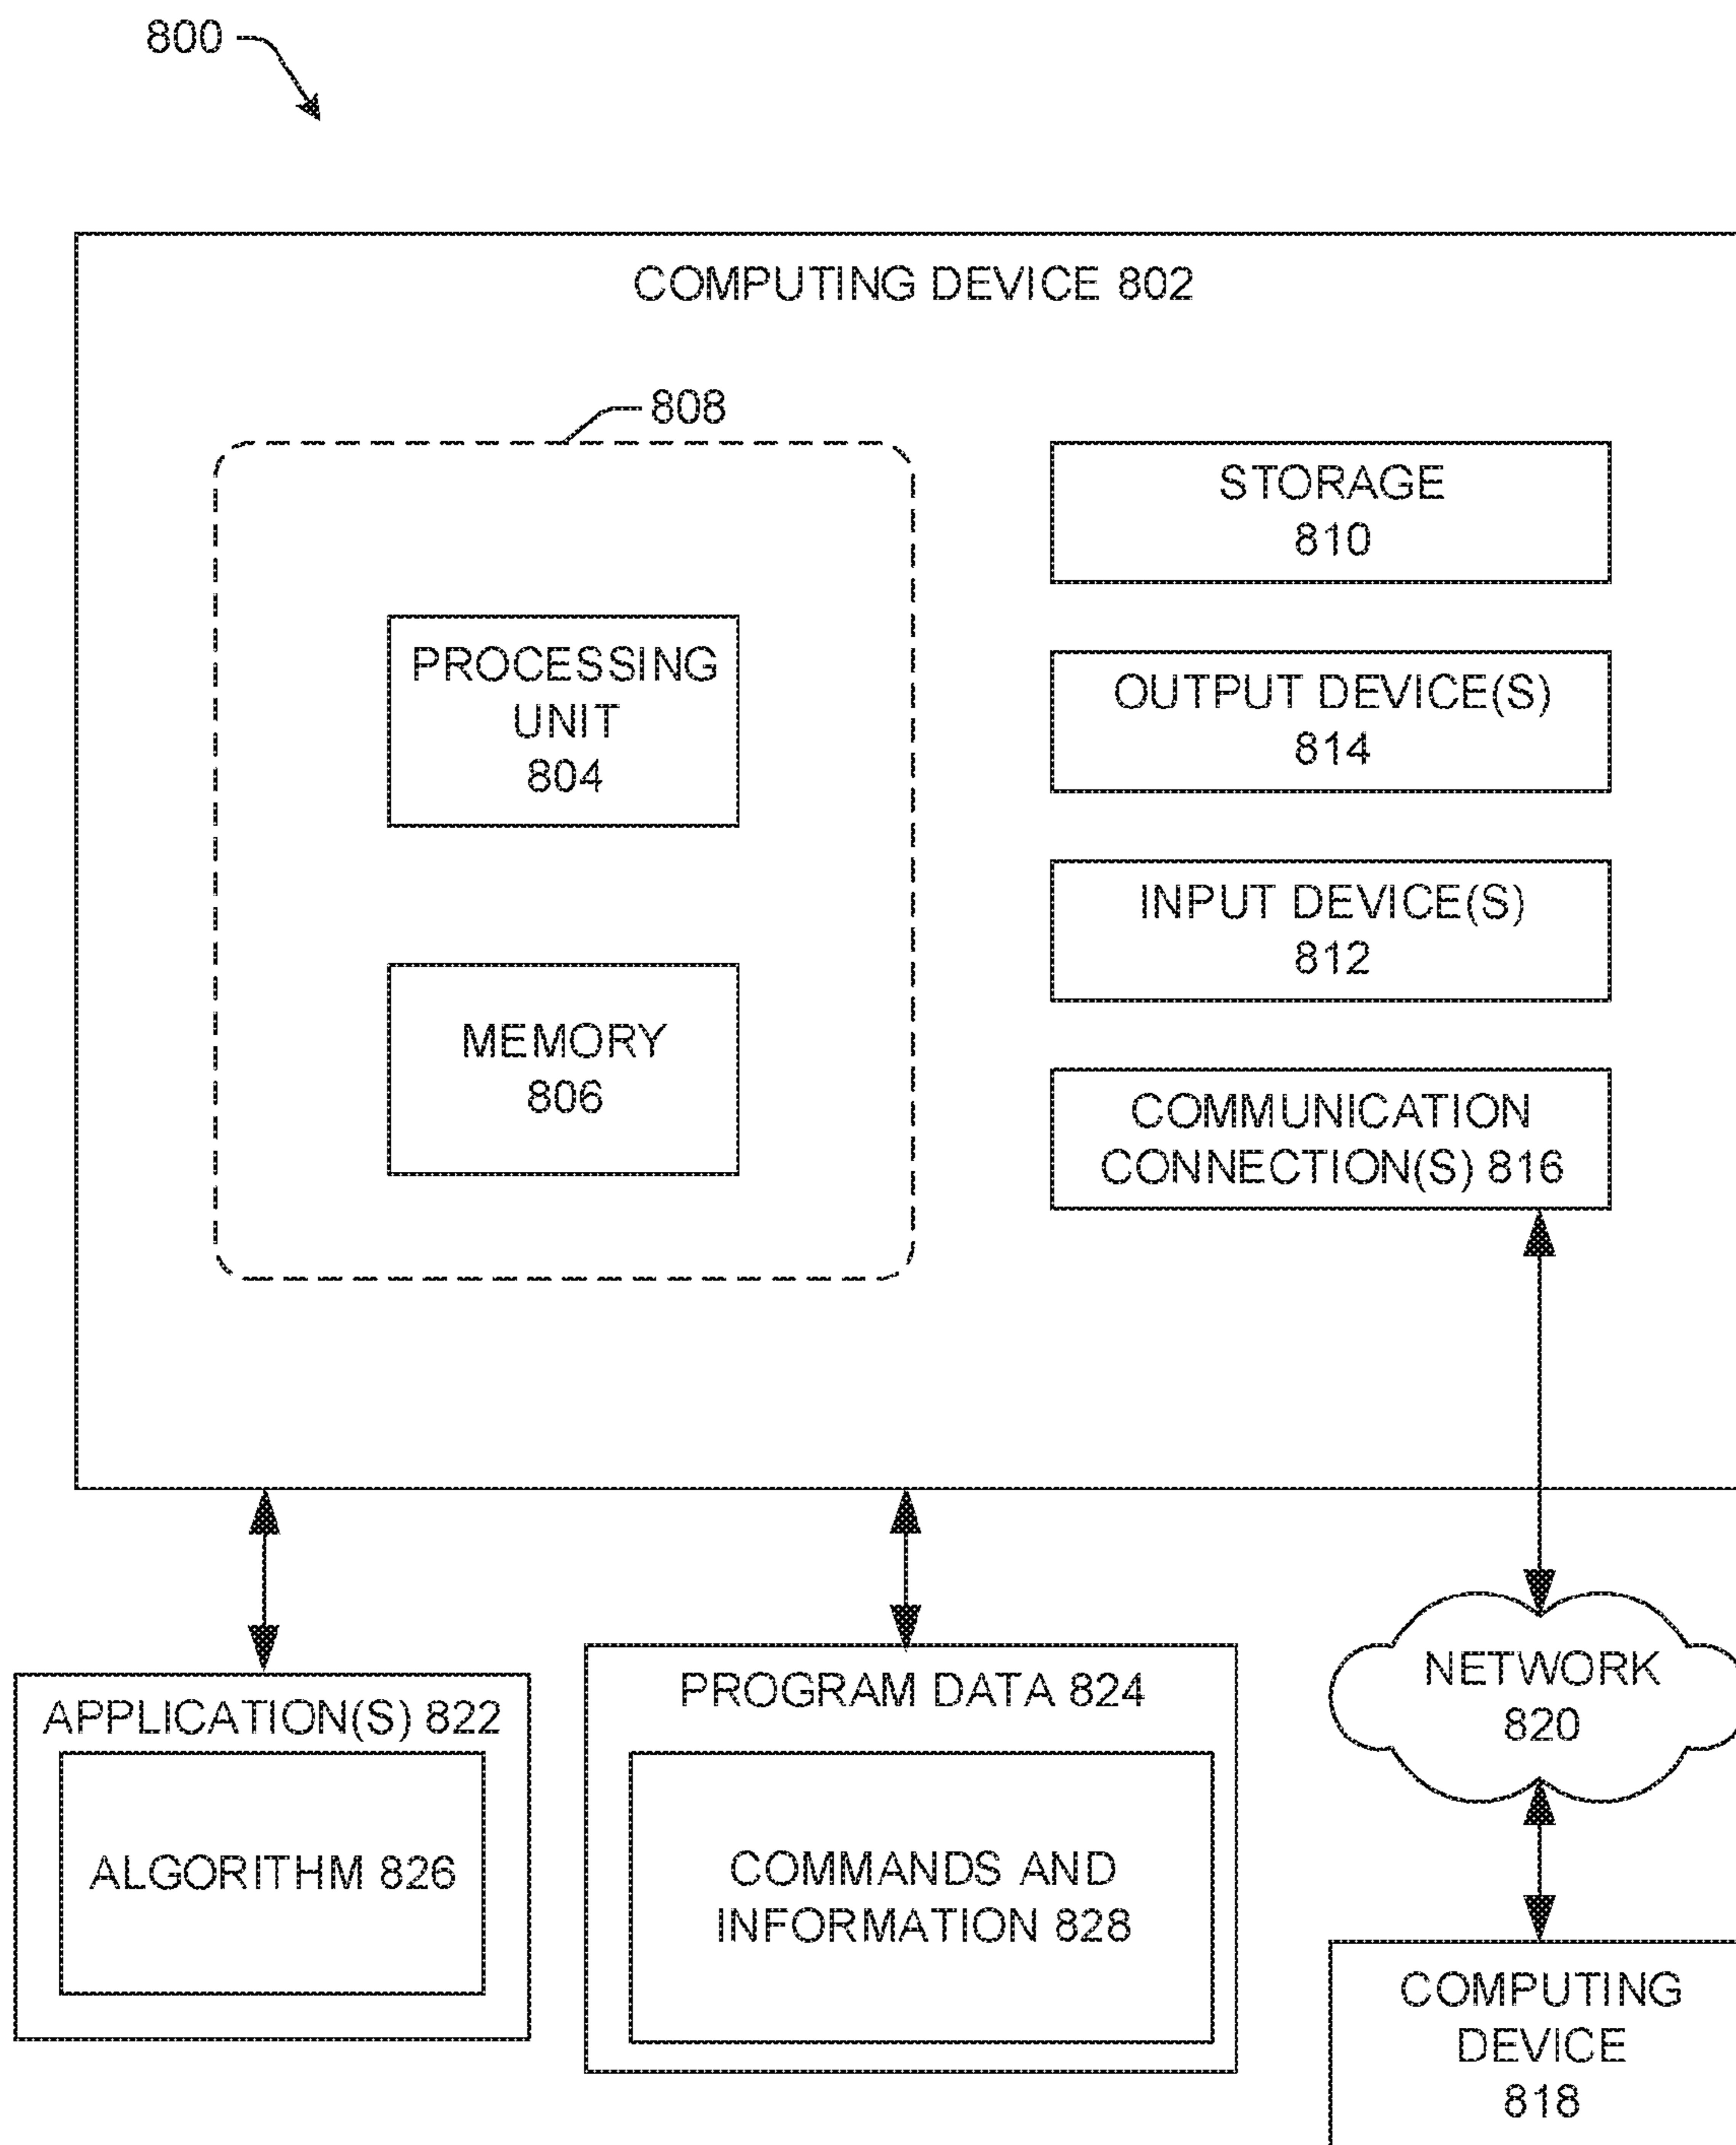 800
COMPUTING DEVICE 802
808
PROCESSING
UNIT
804
MEMORY
806
STORAGE
810
OUTPUT DEVICE(S)
814
INPUT DEVICE(S)
812
COMMUNICATION
CONNECTION(S) 816
APPLICATION(S) 822
ALGORITHM 826
PROGRAM DATA 824
COMMANDS AND
INFORMATION 828
NETWORK
820
COMPUTING
DEVICE
818